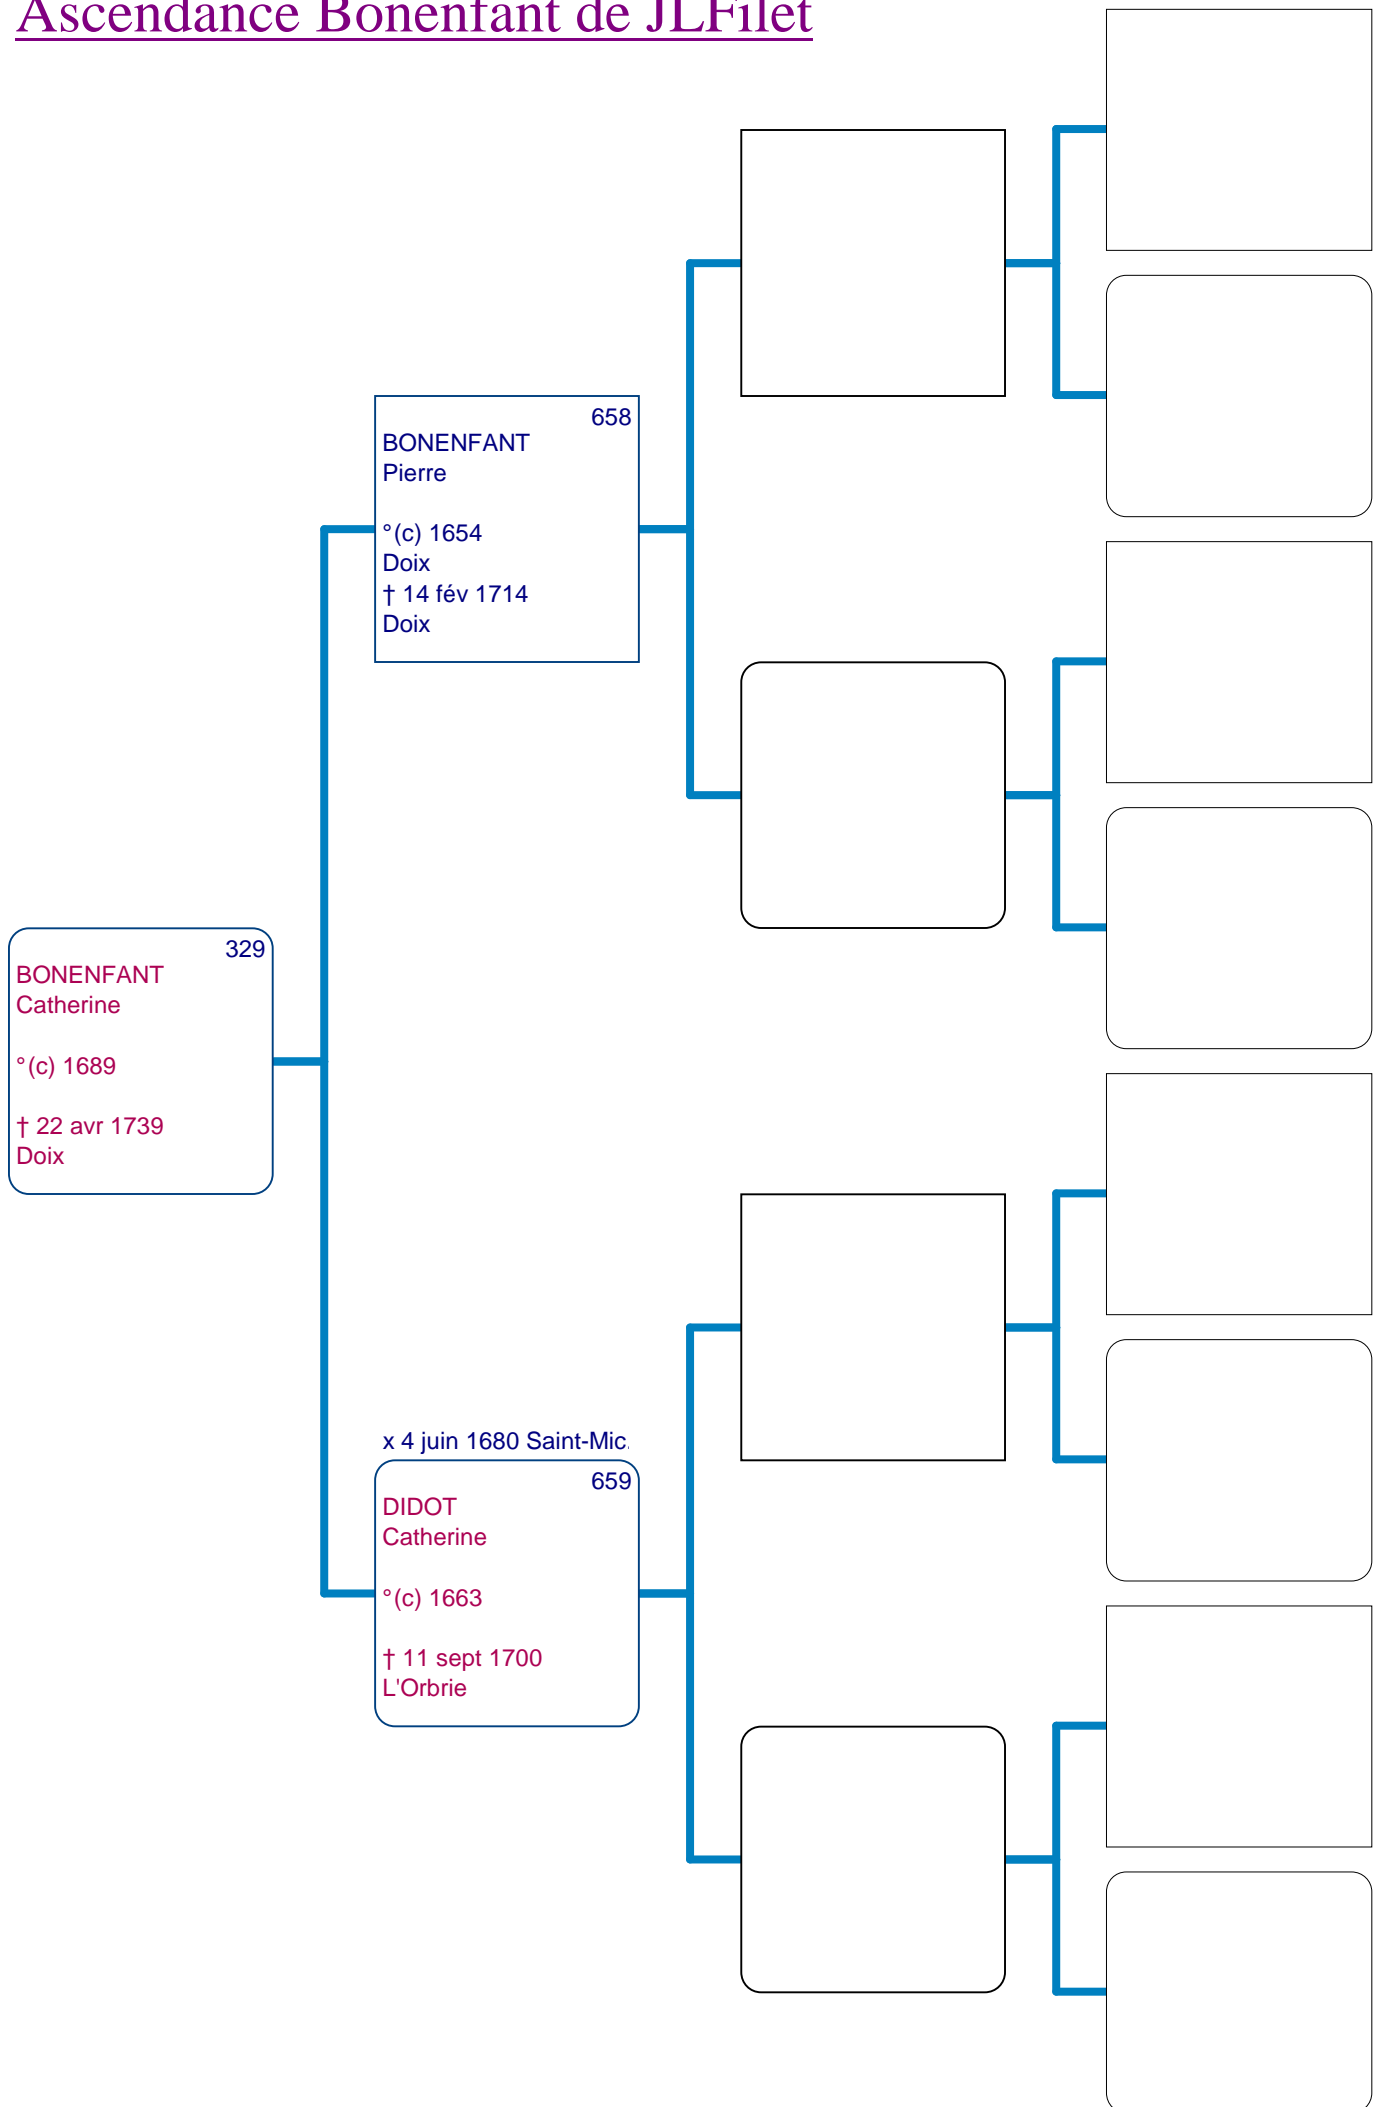 Ascendance Bonenfant de JLFilet
658
BONENFANT
Pierre
°(c) 1654
Doix
† 14 fév 1714
Doix
329
BONENFANT
Catherine
°(c) 1689
† 22 avr 1739
Doix
x 4 juin 1680 Saint-Mic.
659
DIDOT
Catherine
°(c) 1663
† 11 sept 1700
L'Orbrie